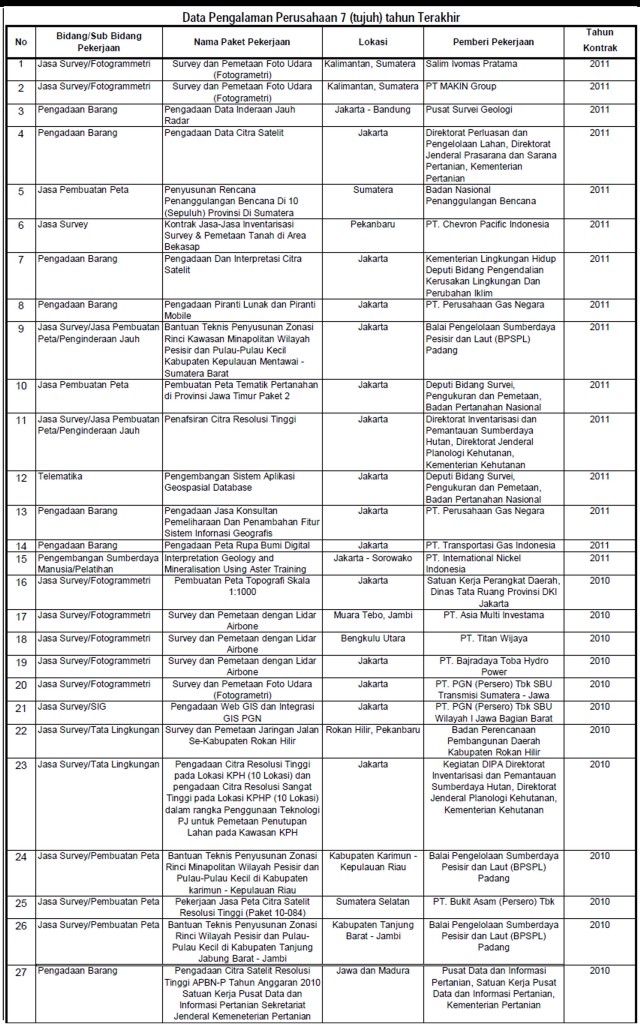 Data Pengalaman Perusahaan 7 (tujuh) tahun Terakhir
No | Bidang/Sub Bidang Pekerjaan | Nama Paket Pekerjaan | Lokasi | Pemberi Pekerjaan | Tahun Kontrak
1 | Jasa Survey/Fotogrammetri | Survey dan Pemetaan Foto Udara (Fotogrametri) | Kalimantan, Sumatera | Salim Ivomas Pratama | 2011
2 | Jasa Survey/Fotogrammetri | Survey dan Pemetaan Foto Udara (Fotogrametri) | Kalimantan, Sumatera | PT MAKIN Group | 2011
3 | Pengadaan Barang | Pengadaan Data Inderaan Jauh Radar | Jakarta - Bandung | Pusat Survei Geologi | 2011
4 | Pengadaan Barang | Pengadaan Data Citra Satelit | Jakarta | Direktorat Perluasan dan Pengelolaan Lahan, Direktorat Jenderal Prasarana dan Sarana Pertanian, Kementerian Pertanian | 2011
5 | Jasa Pembuatan Peta | Penyusunan Rencana Penanggulangan Bencana Di 10 (Sepuluh) Provinsi Di Sumatera | Sumatera | Badan Nasional Penanggulangan Bencana | 2011
6 | Jasa Survey | Kontrak Jasa-Jasa Inventarisasi Survey & Pemetaan Tanah di Area Bekasap | Pekanbaru | PT. Chevron Pacific Indonesia | 2011
7 | Pengadaan Barang | Pengadaan Dan Interpretasi Citra Satelit | Jakarta | Kementerian Lingkungan Hidup Deputi Bidang Pengendalian Kerusakan Lingkungan Dan Perubahan Iklim | 2011
8 | Pengadaan Barang | Pengadaan Piranti Lunak dan Piranti Mobile | Jakarta | PT. Perusahaan Gas Negara | 2011
9 | Jasa Survey/Jasa Pembuatan Peta/Penginderaan Jauh | Bantuan Teknis Penyusunan Zonasi Rinci Kawasan Minapolitan Wilayah Pesisir dan Pulau-Pulau Kecil Kabupaten Kepulauan Mentawai - Sumatera Barat | Jakarta | Balai Pengelolaan Sumberdaya Pesisir dan Laut (BPSPL) Padang | 2011
10 | Jasa Pembuatan Peta | Pembuatan Peta Tematik Pertanahan di Provinsi Jawa Timur Paket 2 | Jakarta | Deputi Bidang Survei, Pengukuran dan Pemetaan, Badan Pertanahan Nasional | 2011
11 | Jasa Survey/Jasa Pembuatan Peta/Penginderaan Jauh | Penafsiran Citra Resolusi Tinggi | Jakarta | Direktorat Inventarisasi dan Pemantauan Sumberdaya Hutan, Direktorat Jenderal Planologi Kehutanan, Kementerian Kehutanan | 2011
12 | Telematika | Pengembangan Sistem Aplikasi Geospasial Database | Jakarta | Deputi Bidang Survei, Pengukuran dan Pemetaan, Badan Pertanahan Nasional | 2011
13 | Pengadaan Barang | Pengadaan Jasa Konsultan Pemeliharaan Dan Penambahan Fitur Sistem Infornasi Geografis | Jakarta | PT. Perusahaan Gas Negara | 2011
14 | Pengadaan Barang | Pengadaan Peta Rupa Bumi Digital | Jakarta | PT. Transportasi Gas Indonesia | 2011
15 | Pengembangan Sumberdaya Manusia/Pelatihan | Interpretation Geology and Mineralisation Using Aster Training | Jakarta - Sorowako | PT. International Nickel Indonesia | 2011
16 | Jasa Survey/Fotogrammetri | Pembuatan Peta Topografi Skala 1:1000 | Jakarta | Satuan Kerja Perangkat Daerah, Dinas Tata Ruang Provinsi DKI Jakarta | 2010
17 | Jasa Survey/Fotogrammetri | Survey dan Pemetaan dengan Lidar Airbone | Muara Tebo, Jambi | PT. Asia Multi Investama | 2010
18 | Jasa Survey/Fotogrammetri | Survey dan Pemetaan dengan Lidar Airbone | Bengkulu Utara | PT. Titan Wijaya | 2010
19 | Jasa Survey/Fotogrammetri | Survey dan Pemetaan dengan Lidar Airbone | Jakarta | PT. Bajradaya Toba Hydro Power | 2010
20 | Jasa Survey/Fotogrammetri | Survey dan Pemetaan Foto Udara (Fotogrametri) | Jakarta | PT. PGN (Persero) Tbk SBU Transmisi Sumatera - Jawa | 2010
21 | Jasa Survey/SIG | Pengadaan Web GIS dan Integrasi GIS PGN | Jakarta | PT. PGN (Persero) Tbk SBU Wilayah I Jawa Bagian Barat | 2010
22 | Jasa Survey/Tata Lingkungan | Survey dan Pemetaan Jaringan Jalan Se-Kabupaten Rokan Hilir | Rokan Hilir, Pekanbaru | Badan Perencanaan Pembangunan Daerah Kabupaten Rokan Hilir | 2010
23 | Jasa Survey/Tata Lingkungan | Pengadaan Citra Resolusi Tinggi pada Lokasi KPH (10 Lokasi) dan pengadaan Citra Resolusi Sangat Tinggi pada Lokasi KPHP (10 Lokasi) dalam rangka Penggunaan Teknologi PJ untuk Pemetaan Penutupan Lahan pada Kawasan KPH | Jakarta | Kegiatan DIPA Direktorat Inventarisasi dan Pemantauan Sumberdaya Hutan, Direktorat Jenderal Planologi Kehutanan, Kementerian Kehutanan | 2010
24 | Jasa Survey/Pembuatan Peta | Bantuan Teknis Penyusunan Zonasi Rinci Minapolitan Wilayah Pesisir dan Pulau-Pulau Kecil di Kabupaten karimun - Kepulauan Riau | Kabupaten Karimun - Kepulauan Riau | Balai Pengelolaan Sumberdaya Pesisir dan Laut (BPSPL) Padang | 2010
25 | Jasa Survey/Pembuatan Peta | Pekerjaan Jasa Peta Citra Satelit Resolusi Tinggi (Paket 10-084) | Sumatera Selatan | PT. Bukit Asam (Persero) Tbk | 2010
26 | Jasa Survey/Pembuatan Peta | Bantuan Teknis Penyusunan Zonasi Rinci Wilayah Pesisir dan Pulau-Pulau Kecil di Kabupaten Tanjung Jabung Barat - Jambi | Kabupaten Tanjung Barat - Jambi | Balai Pengelolaan Sumberdaya Pesisir dan Laut (BPSPL) Padang | 2010
27 | Pengadaan Barang | Pengadaan Citra Satelit Resolusi Tinggi APBN-P Tahun Anggaran 2010 Satuan Kerja Pusat Data dan Informasi Pertanian Sekretariat Jenderal Kemeneterian Pertanian | Jawa dan Madura | Pusat Data dan Informasi Pertanian, Satuan Kerja Pusat Data dan Informasi Pertanian, Kementerian Pertanian | 2010